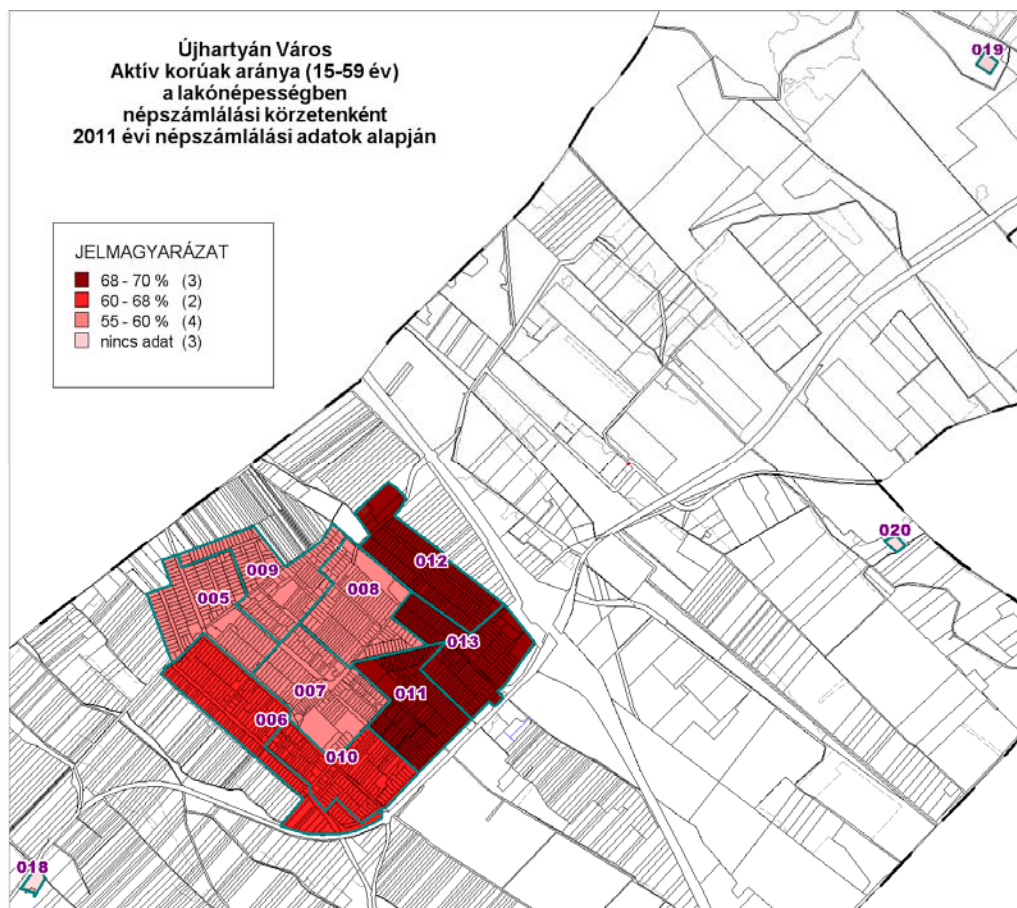 Újhartyán Város
Aktív korúak aránya (15-59 év)
a lakónépességben
népszámlálási körzetenként
2011 évi népszámlálási adatok alapján
JELMAGYARÁZAT
68 - 70 % (3)
60 - 68 % (2)
55 - 60 % (4)
nincs adat (3)
019
020
012
009
008
005
013
007
011
006
010
018